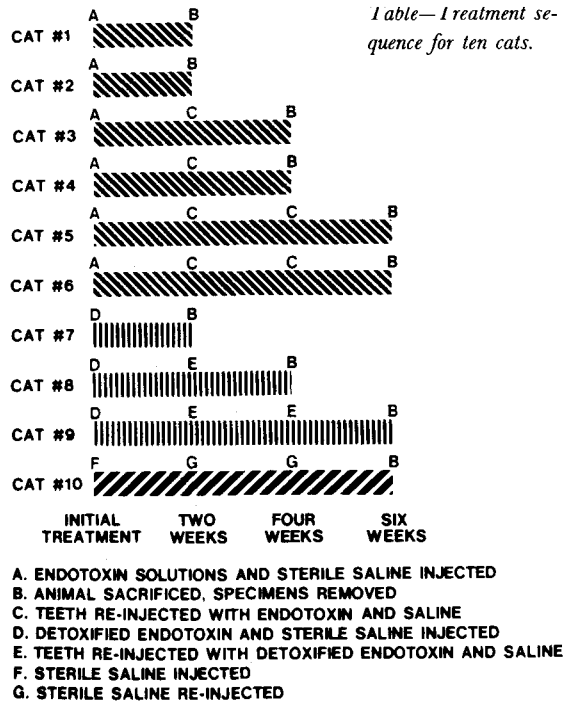 Table—Treatment se-
quence for ten cats.
A B
CAT #1
A B
CAT #2
A C B
CAT #3
A C B
CAT #4
A C C B
CAT #5
A C C B
CAT #6
D B
CAT #7
D E B
CAT #8
D E E B
CAT #9
F G G B
CAT #10
INITIAL TWO FOUR SIX
TREATMENT WEEKS WEEKS WEEKS
A. ENDOTOXIN SOLUTIONS AND STERILE SALINE INJECTED
B. ANIMAL SACRIFICED, SPECIMENS REMOVED
C. TEETH RE-INJECTED WITH ENDOTOXIN AND SALINE
D. DETOXIFIED ENDOTOXIN AND STERILE SALINE INJECTED
E. TEETH RE-INJECTED WITH DETOXIFIED ENDOTOXIN AND SALINE
F. STERILE SALINE INJECTED
G. STERILE SALINE RE-INJECTED